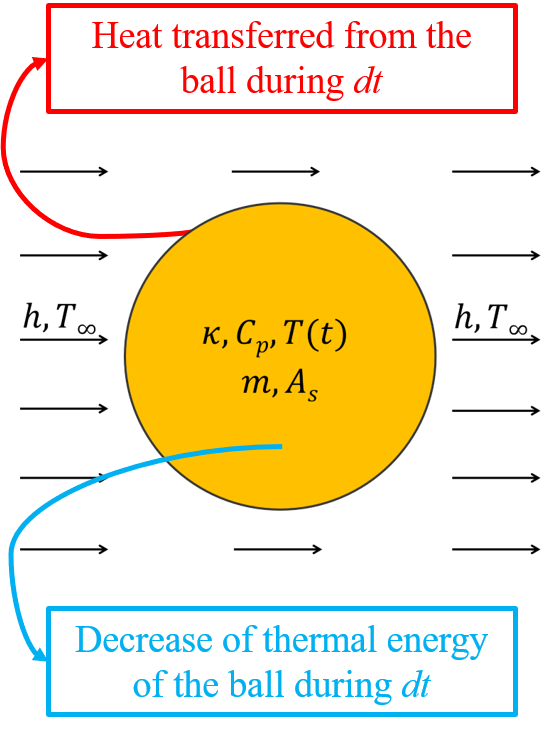 Heat transferred from the
ball during dt
h, T∞
h, T∞
κ, Cₚ, T(t)
m, Aₛ
Decrease of thermal energy
of the ball during dt